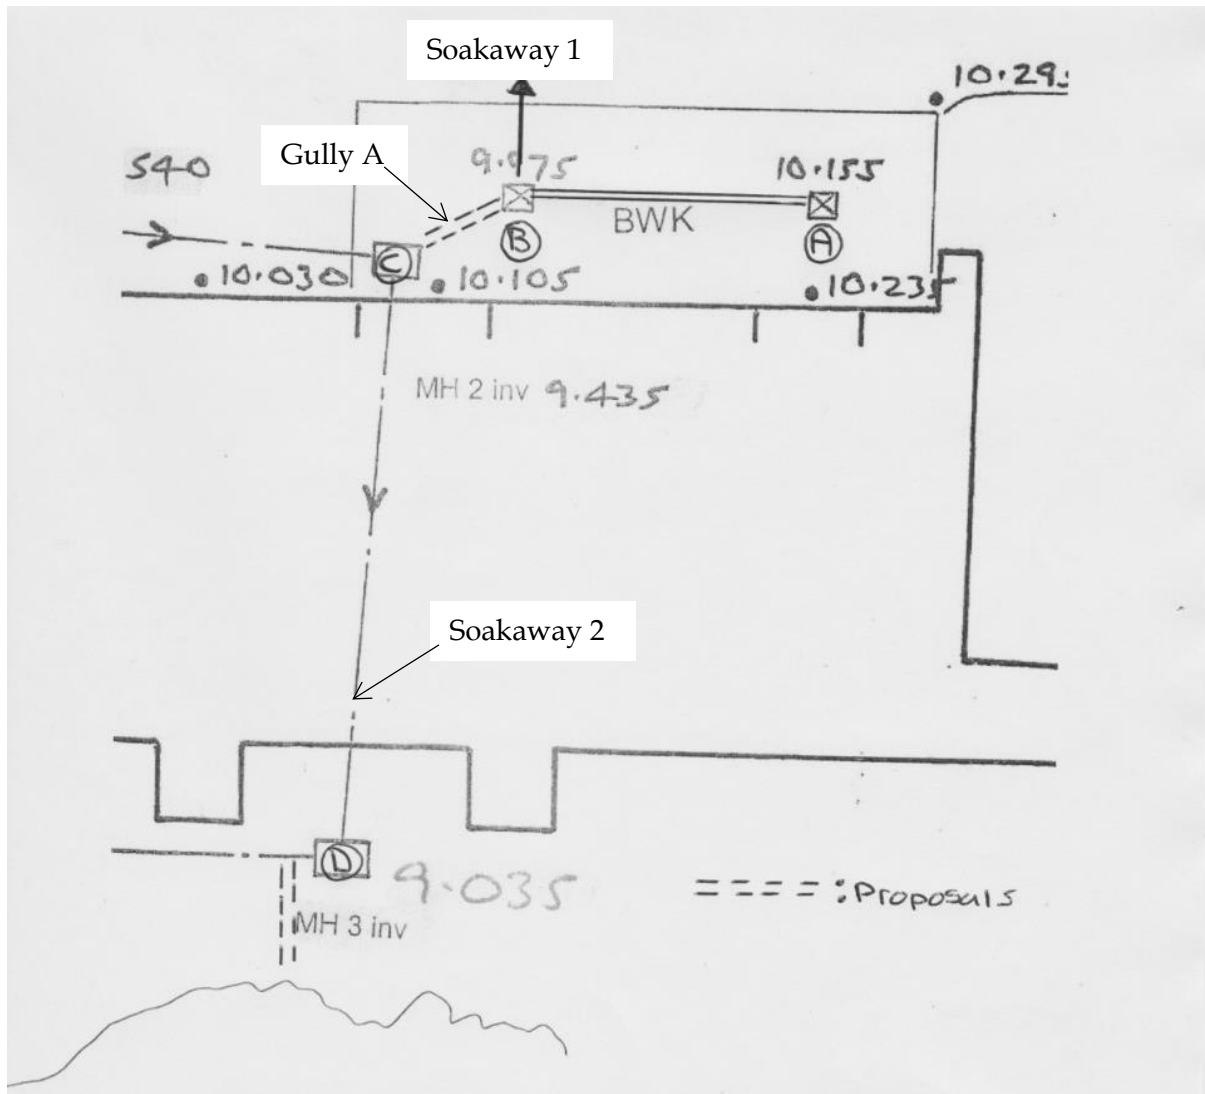 Soakaway 1
10.29
Gully A
540
9.975
10.155
BWK
B
A
C
10.030
10.105
10.235
MH 2 inv 9.435
Soakaway 2
D
9.035
: Proposals
MH 3 inv